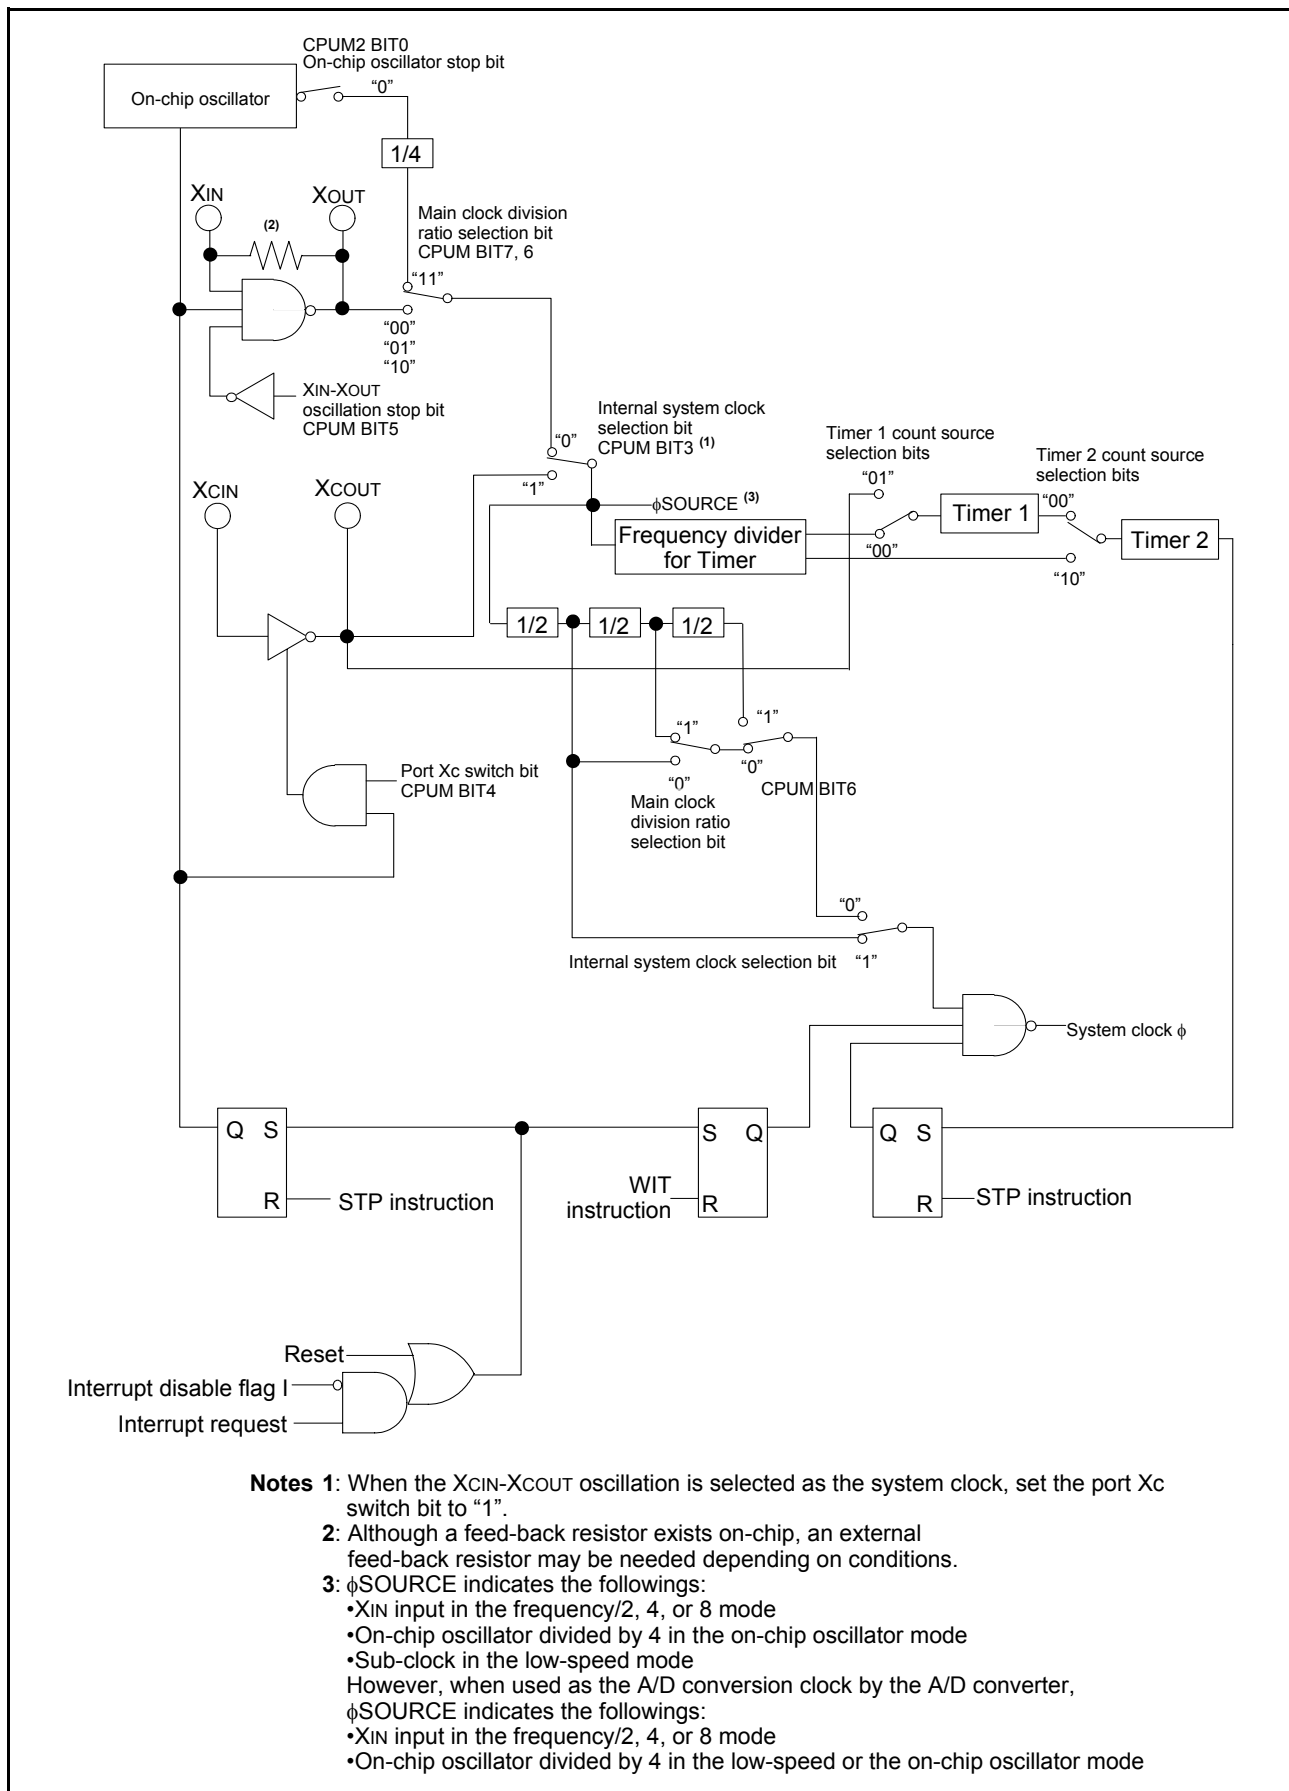 CPUM2 BIT0
On-chip oscillator stop bit
“0”
On-chip oscillator
1/4
XIN
XOUT
(2)
Main clock division
ratio selection bit
CPUM BIT7, 6
“11”
“00”
“01”
“10”
XIN-XOUT
oscillation stop bit
CPUM BIT5
Internal system clock
selection bit
CPUM BIT3 (1)
“0”
“1”
Timer 1 count source
selection bits
“01”
Timer 2 count source
selection bits
“00”
XCIN
XCOUT
ϕSOURCE (3)
Timer 1
Frequency divider
for Timer
“00”
Timer 2
“10”
1/2
1/2
1/2
“1”
“1”
“0”
“0”
CPUM BIT6
Main clock
division ratio
selection bit
Port Xc switch bit
CPUM BIT4
“0”
Internal system clock selection bit
“1”
System clock ϕ
Q S
R
STP instruction
S Q
R
WIT
instruction
Q S
R
STP instruction
Reset
Interrupt disable flag I
Interrupt request
Notes 1: When the XCIN-XCOUT oscillation is selected as the system clock, set the port Xc
switch bit to “1”.
2: Although a feed-back resistor exists on-chip, an external
feed-back resistor may be needed depending on conditions.
3: ϕSOURCE indicates the followings:
•XIN input in the frequency/2, 4, or 8 mode
•On-chip oscillator divided by 4 in the on-chip oscillator mode
•Sub-clock in the low-speed mode
However, when used as the A/D conversion clock by the A/D converter,
ϕSOURCE indicates the followings:
•XIN input in the frequency/2, 4, or 8 mode
•On-chip oscillator divided by 4 in the low-speed or the on-chip oscillator mode